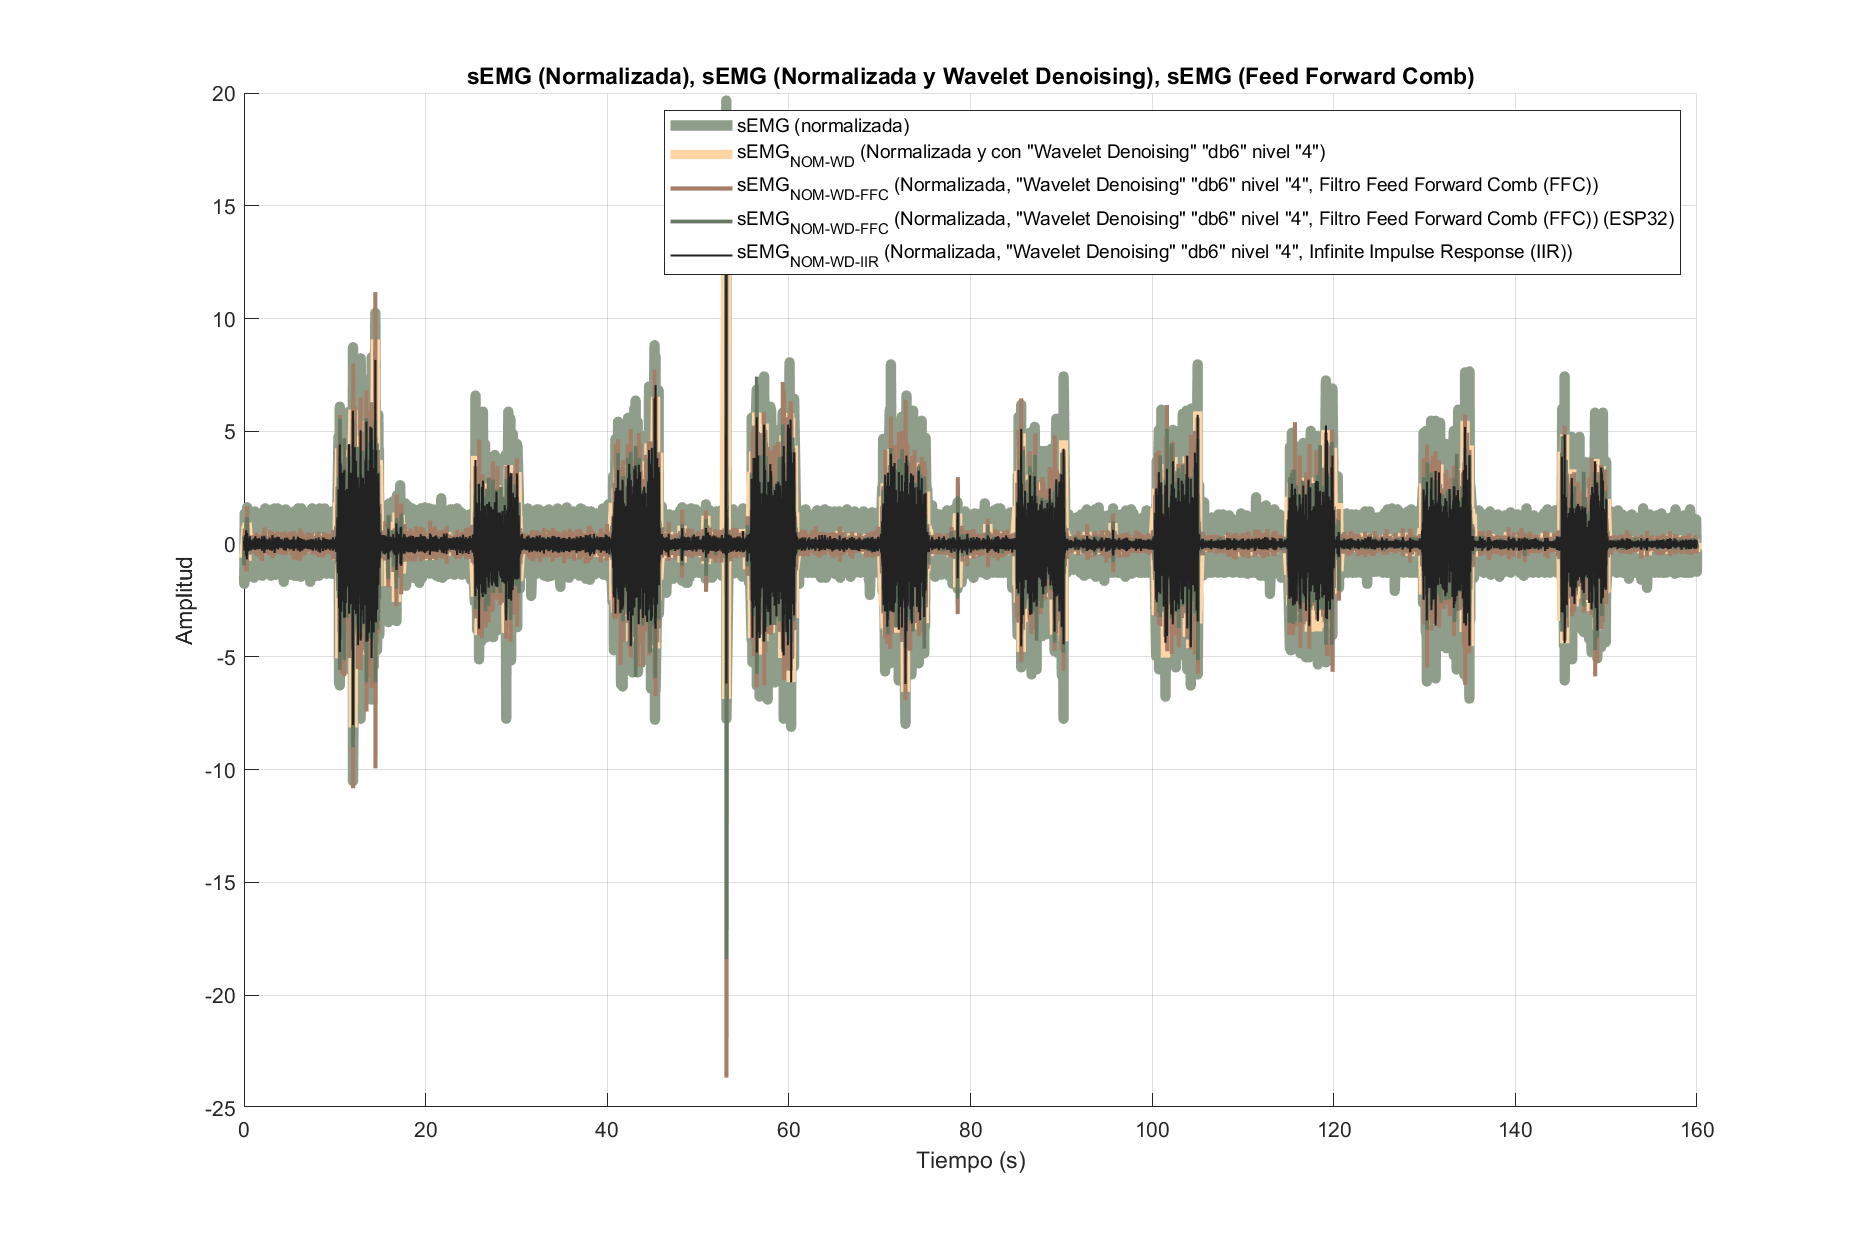 sEMG (Normalizada), sEMG (Normalizada y Wavelet Denoising), sEMG (Feed Forward Comb)
sEMG (normalizada)
sEMG_NOM-WD (Normalizada y con "Wavelet Denoising" "db6" nivel "4")
sEMG_NOM-WD-FFC (Normalizada, "Wavelet Denoising" "db6" nivel "4", Filtro Feed Forward Comb (FFC))
sEMG_NOM-WD-FFC (Normalizada, "Wavelet Denoising" "db6" nivel "4", Filtro Feed Forward Comb (FFC)) (ESP32)
sEMG_NOM-WD-IIR (Normalizada, "Wavelet Denoising" "db6" nivel "4", Infinite Impulse Response (IIR))
Amplitud
20
15
10
5
0
-5
-10
-15
-20
-25
0 20 40 60 80 100 120 140 160
Tiempo (s)